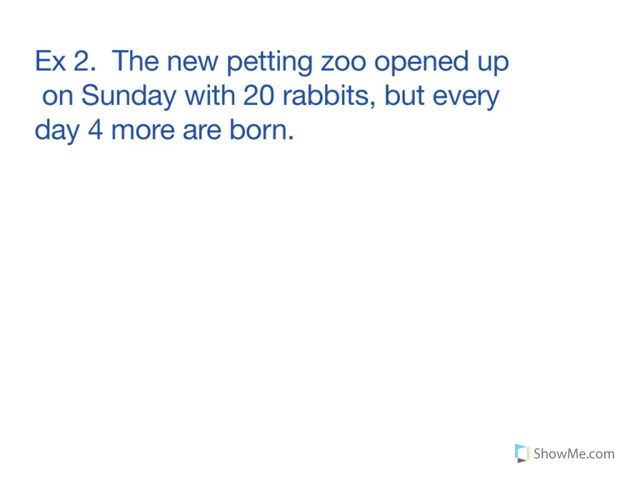 Ex 2.  The new petting zoo opened up
on Sunday with 20 rabbits, but every
day 4 more are born.
ShowMe.com